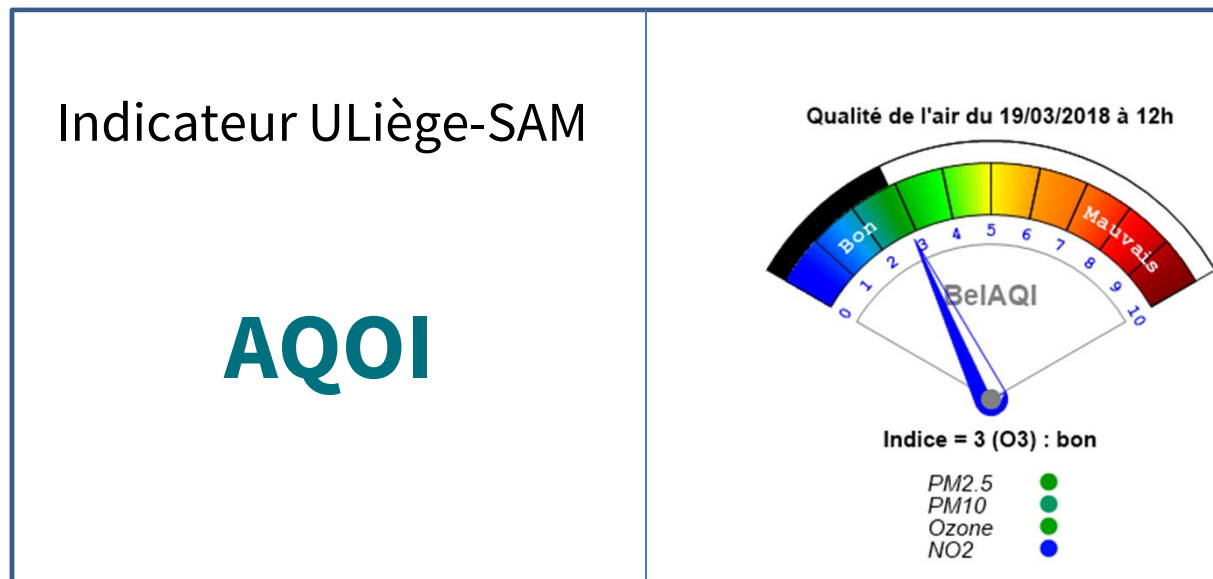 Indicateur ULiège-SAM
AQOI
Qualité de l'air du 19/03/2018 à 12h
Bon
Mauvais
0 1 2 3 4 5 6 7 8 9 10
BelAQI
Indice = 3 (O3) : bon
PM2.5
PM10
Ozone
NO2